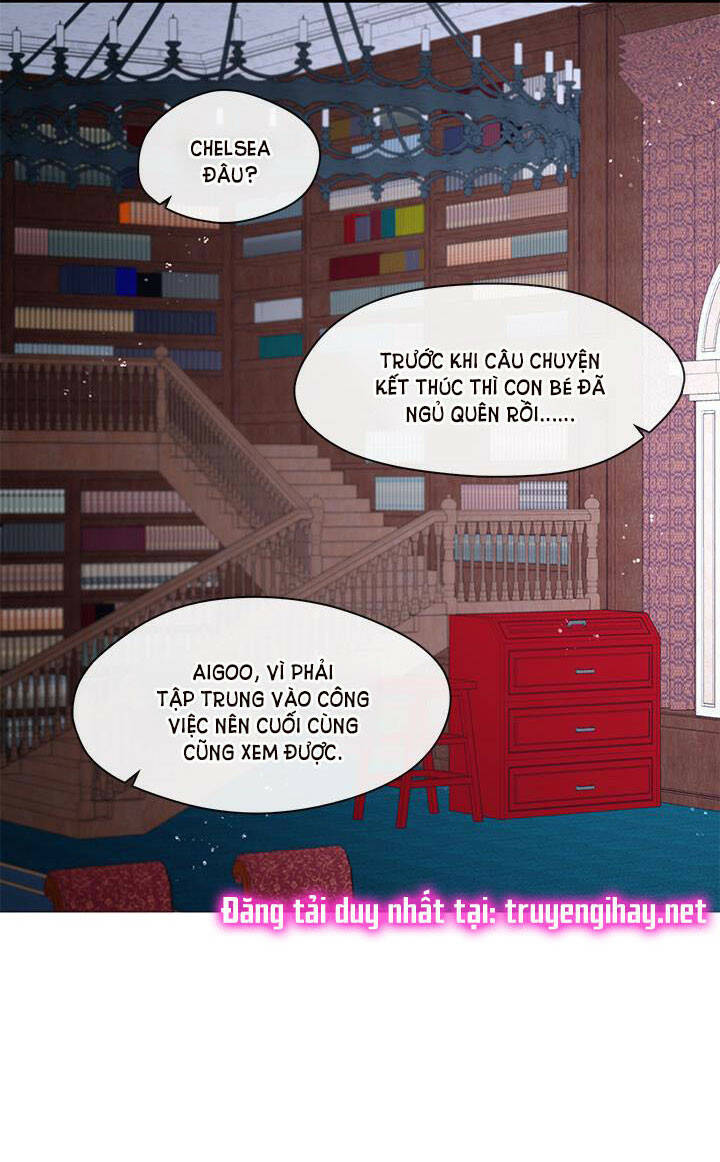 CHELSEA
ĐÂU?
TRƯỚC KHI CÂU CHUYỆN
KẾT THÚC THÌ CON BÉ ĐÃ
NGỦ QUÊN RỒI......
AIGOO, VÌ PHẢI
TẬP TRUNG VÀO CÔNG
VIỆC NÊN CUỐI CÙNG
CŨNG XEM ĐƯỢC.
Đăng tải duy nhất tại: truyengihay.net